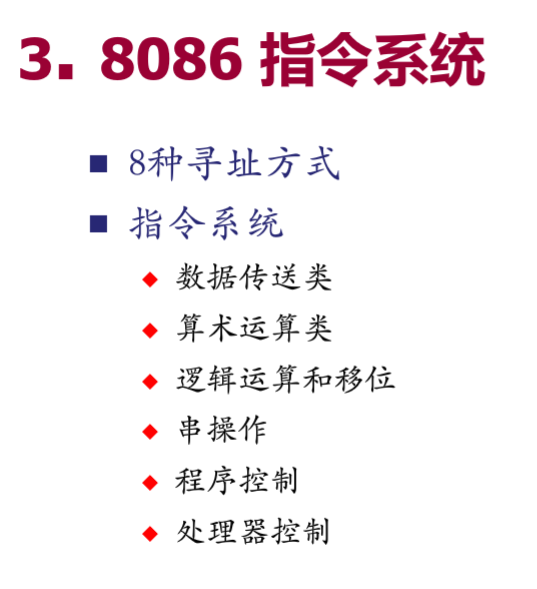 3. 8086 指令系统
8种寻址方式
指令系统
数据传送类
算术运算类
逻辑运算和移位
串操作
程序控制
处理器控制